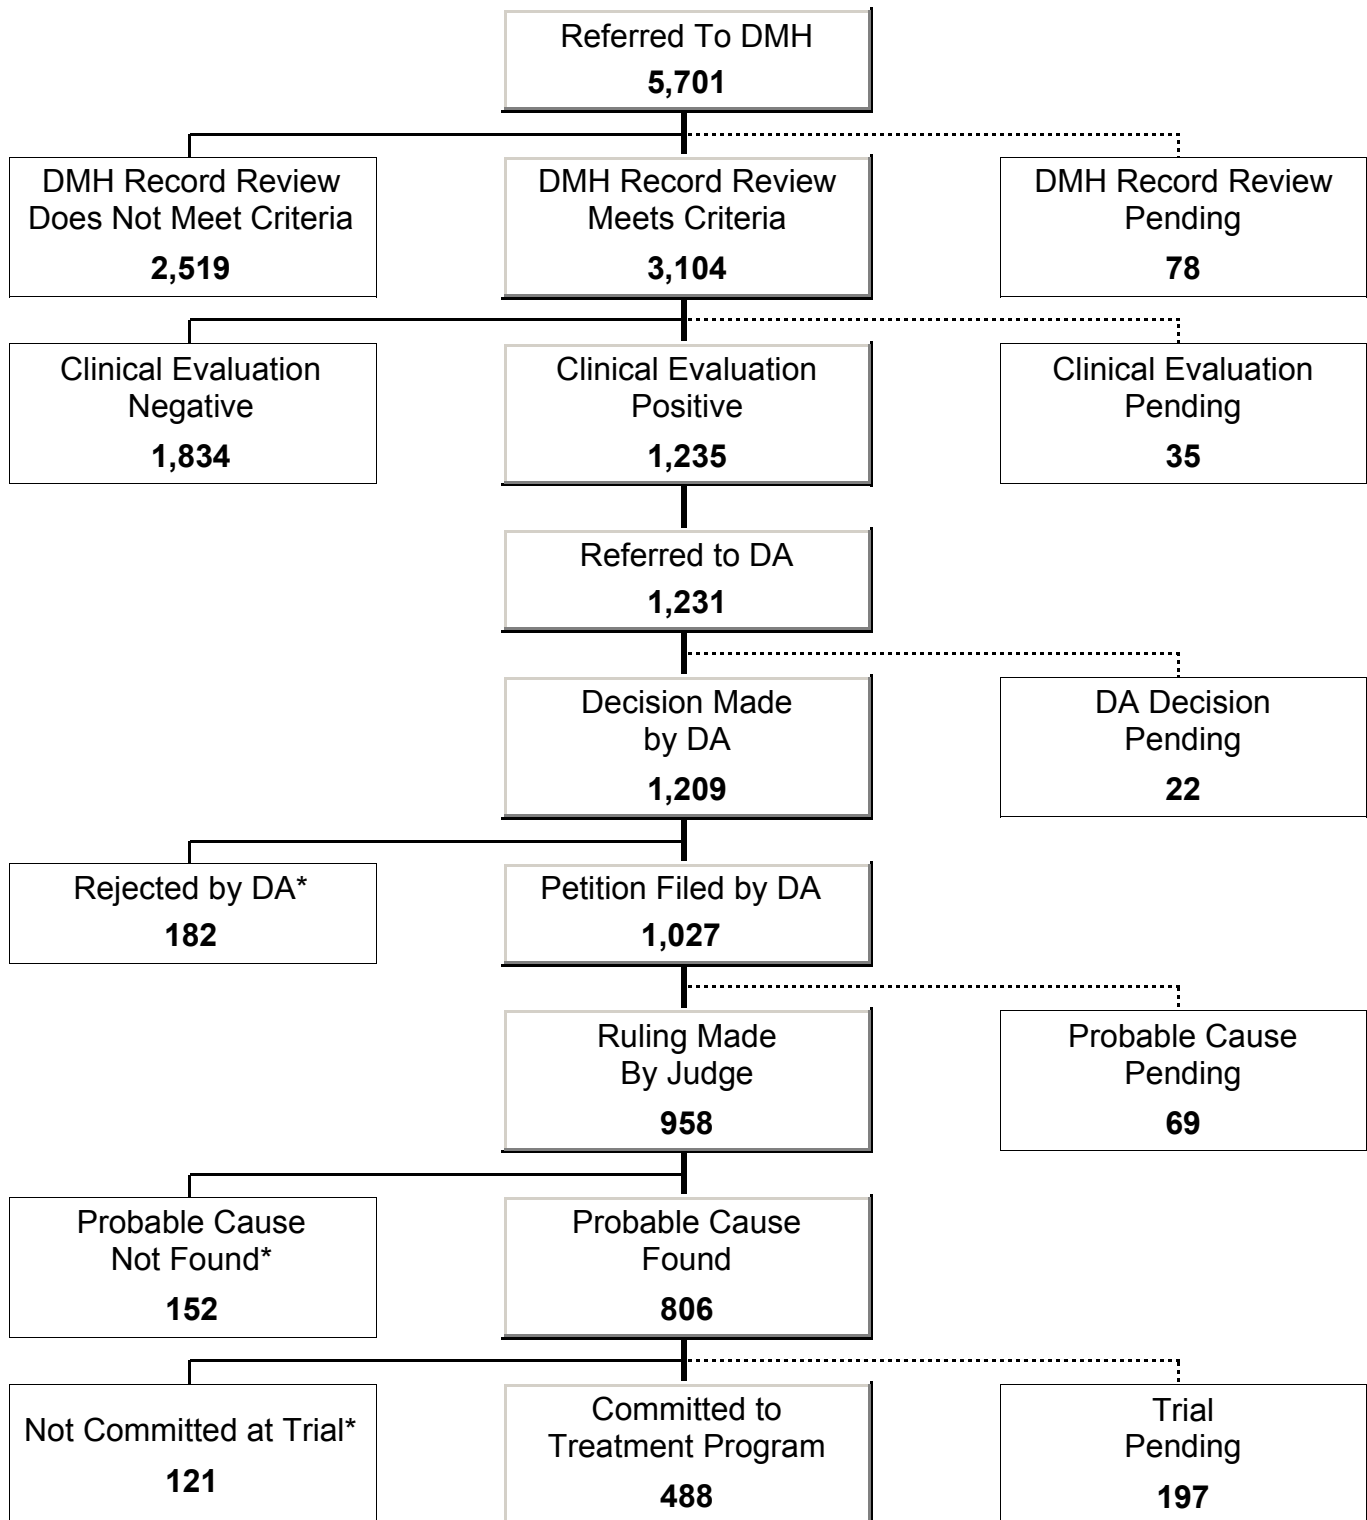 Referred To DMH
5,701
DMH Record Review
Does Not Meet Criteria
2,519
DMH Record Review
Meets Criteria
3,104
DMH Record Review
Pending
78
Clinical Evaluation
Negative
1,834
Clinical Evaluation
Positive
1,235
Clinical Evaluation
Pending
35
Referred to DA
1,231
Decision Made
by DA
1,209
DA Decision
Pending
22
Rejected by DA*
182
Petition Filed by DA
1,027
Ruling Made
By Judge
958
Probable Cause
Pending
69
Probable Cause
Not Found*
152
Probable Cause
Found
806
Not Committed at Trial*
121
Committed to
Treatment Program
488
Trial
Pending
197